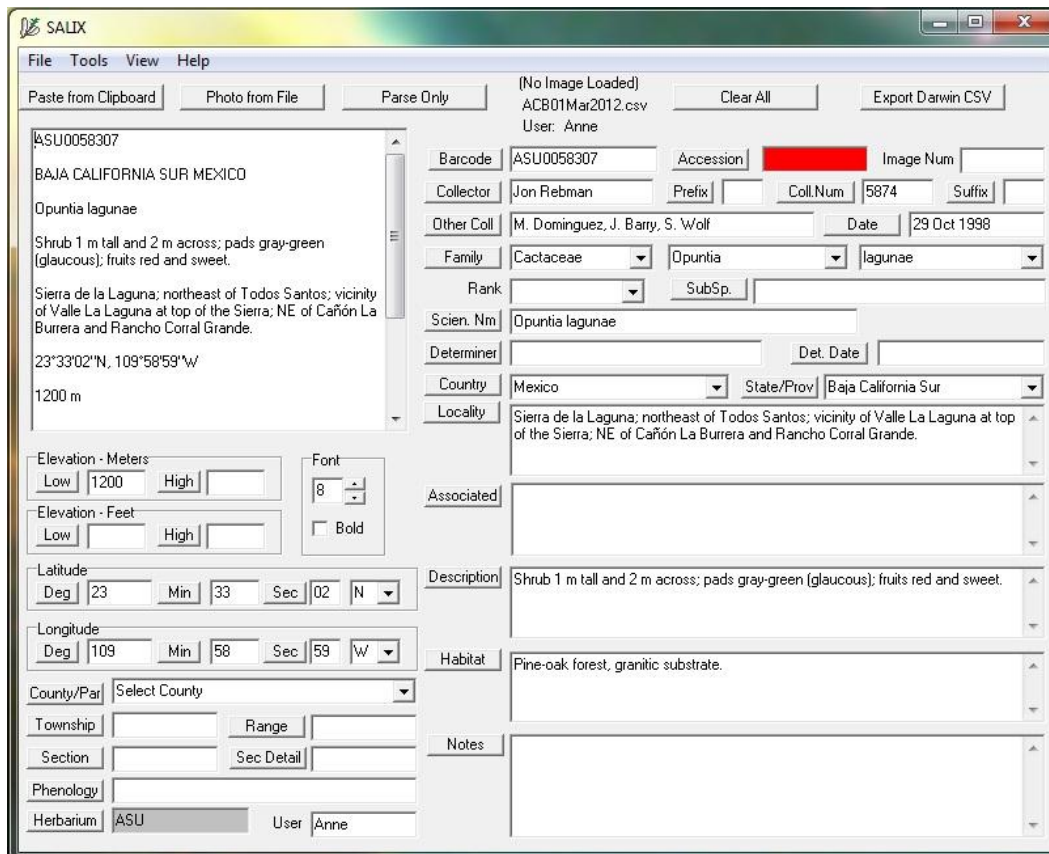 SALIX
File Tools View Help
Paste from Clipboard Photo from File Parse Only
(No Image Loaded)
ACB01Mar2012.csv
User: Anne
Clear All Export Darwin CSV
ASU0058307
BAJA CALIFORNIA SUR MEXICO
Opuntia lagunae
Shrub 1 m tall and 2 m across; pads gray-green
(glaucous); fruits red and sweet.
Sierra de la Laguna; northeast of Todos Santos; vicinity
of Valle La Laguna at top of the Sierra; NE of Cañón La
Burrera and Rancho Corral Grande.
23°33'02"N, 109°58'59"W
1200 m
Elevation - Meters
Low 1200 High
Elevation - Feet
Low High
Font
8
Bold
Latitude
Deg 23 Min 33 Sec 02 N
Longitude
Deg 109 Min 58 Sec 59 W
County/Par Select County
Township Range
Section Sec Detail
Phenology
Herbarium ASU User Anne
Barcode ASU0058307 Accession Image Num
Collector Jon Rebman Prefix Coll.Num 5874 Suffix
Other Coll M. Dominguez, J. Barry, S. Wolf Date 29 Oct 1998
Family Cactaceae Opuntia lagunae
Rank SubSp.
Scien. Nm Opuntia lagunae
Determiner Det. Date
Country Mexico State/Prov Baja California Sur
Locality Sierra de la Laguna; northeast of Todos Santos; vicinity of Valle La Laguna at top
of the Sierra; NE of Cañón La Burrera and Rancho Corral Grande.
Associated
Description Shrub 1 m tall and 2 m across; pads gray-green (glaucous); fruits red and sweet.
Habitat Pine-oak forest, granitic substrate.
Notes